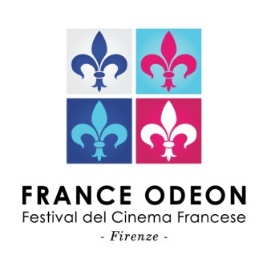 FRANCE ODEON
Festival del Cinema Francese
- Firenze -